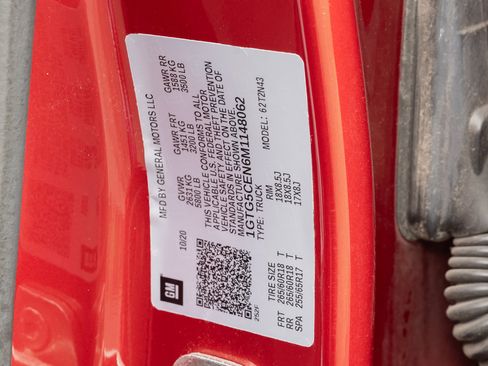 MFD BY GENERAL MOTORS LLC
10/20
GVWR
2631 KG
5800 LB
GAWR FRT
1451 KG
3200 LB
GAWR RR
1588 KG
3500 LB
THIS VEHICLE CONFORMS TO ALL
APPLICABLE U.S. FEDERAL MOTOR
VEHICLE SAFETY AND THEFT PREVENTION
STANDARDS IN EFFECT ON THE DATE OF
MANUFACTURE SHOWN ABOVE.
1GTG5CEN6M1148062
TYPE: TRUCK
MODEL: 62T2N43
GM
252F
TIRE SIZE RIM
FRT 265/60R18 T 18X8.5J
RR 265/60R18 T 18X8.5J
SPA 255/65R17 T 17X8J